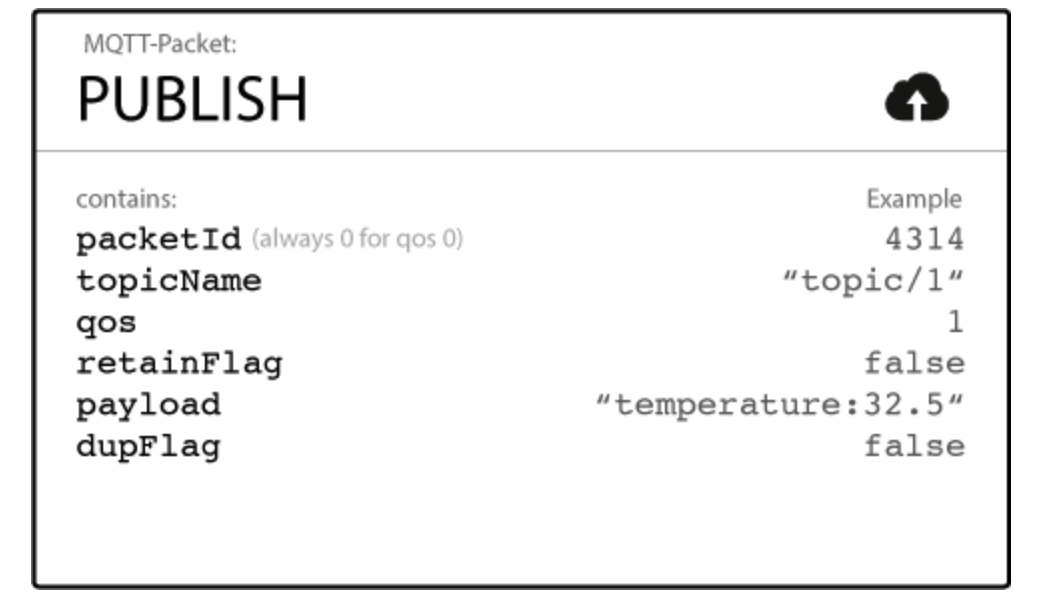 MQTT-Packet:
PUBLISH
contains: Example
packetId (always 0 for qos 0) 4314
topicName “topic/1“
qos 1
retainFlag false
payload “temperature:32.5“
dupFlag false